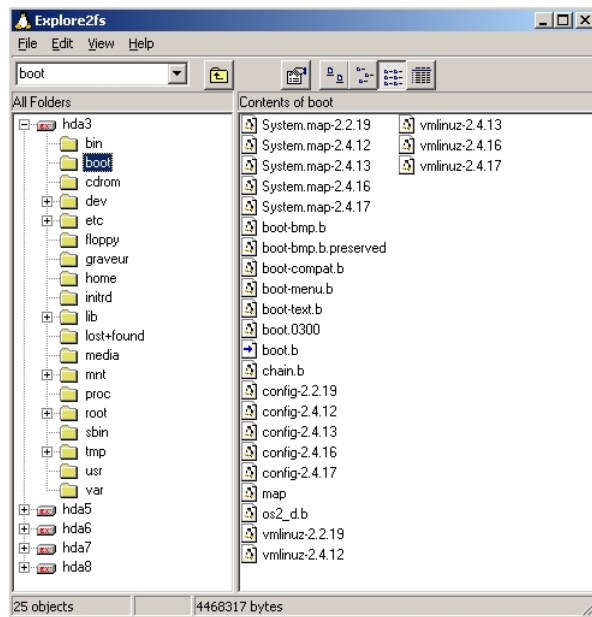 Explore2fs
File Edit View Help
boot
All Folders
Contents of boot
hda3
bin
boot
cdrom
dev
etc
floppy
graveur
home
initrd
lib
lost+found
media
mnt
proc
root
sbin
tmp
usr
var
hda5
hda6
hda7
hda8
System.map-2.2.19
System.map-2.4.12
System.map-2.4.13
System.map-2.4.16
System.map-2.4.17
boot-bmp.b
boot-bmp.b.preserved
boot-compat.b
boot-menu.b
boot-text.b
boot.0300
boot.b
chain.b
config-2.2.19
config-2.4.12
config-2.4.13
config-2.4.16
config-2.4.17
map
os2_d.b
vmlinuz-2.2.19
vmlinuz-2.4.12
vmlinuz-2.4.13
vmlinuz-2.4.16
vmlinuz-2.4.17
25 objects
4468317 bytes